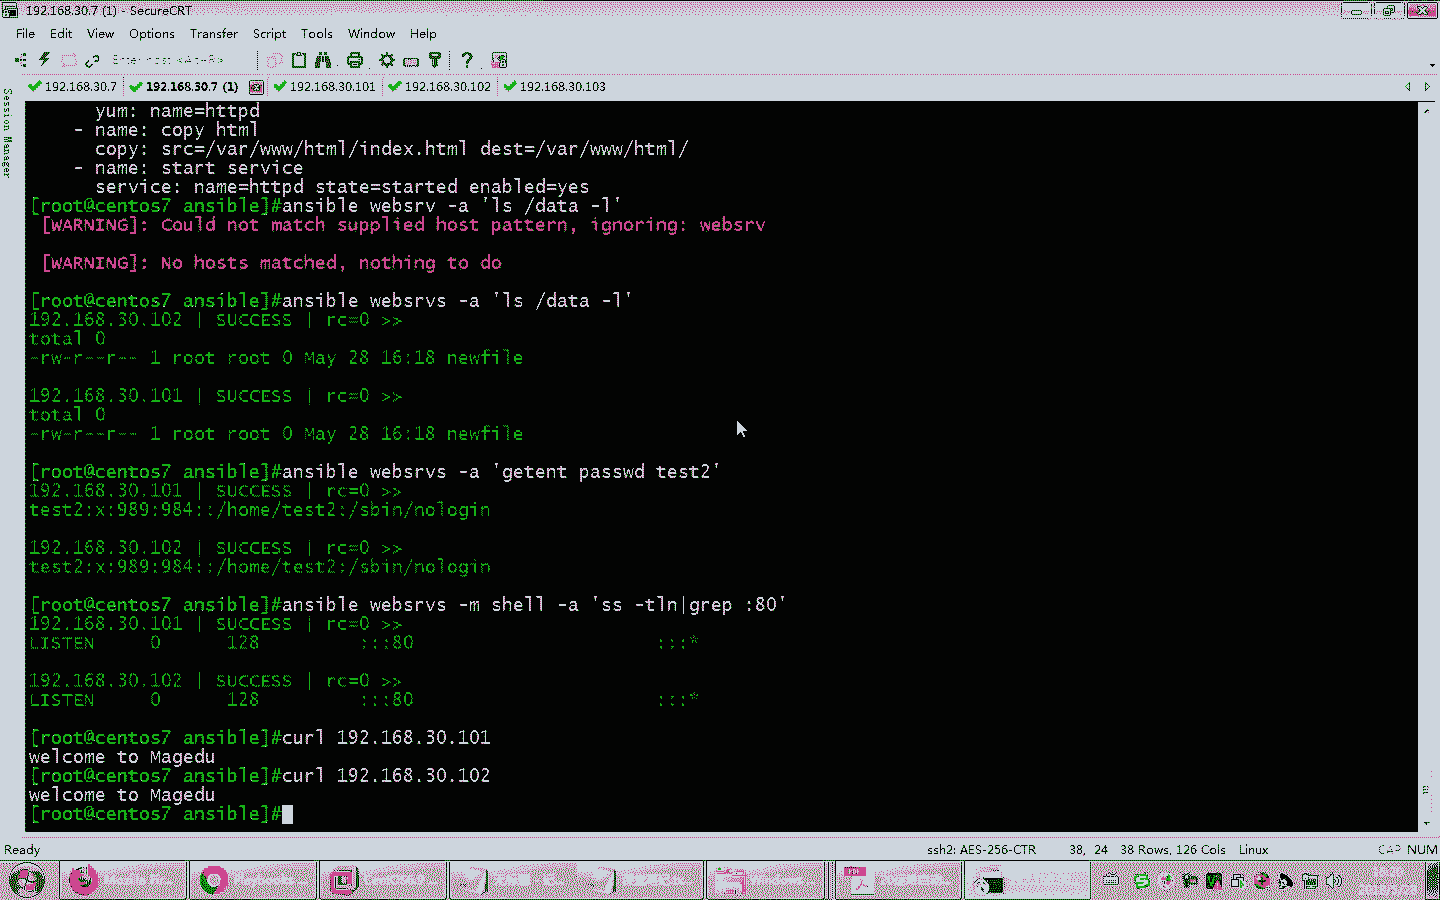 192.168.30.7 (1) - SecureCRT
File Edit View Options Transfer Script Tools Window Help
Enter host <Alt+R>
192.168.30.7 192.168.30.7 (1) 192.168.30.101 192.168.30.102 192.168.30.103
Session Manager
      yum: name=httpd
    - name: copy html
      copy: src=/var/www/html/index.html dest=/var/www/html/
    - name: start service
      service: name=httpd state=started enabled=yes
[root@centos7 ansible]#ansible websrv -a 'ls /data -l'
 [WARNING]: Could not match supplied host pattern, ignoring: websrv
 [WARNING]: No hosts matched, nothing to do
[root@centos7 ansible]#ansible websrvs -a 'ls /data -l'
192.168.30.102 | SUCCESS | rc=0 >>
total 0
-rw-r--r-- 1 root root 0 May 28 16:18 newfile
192.168.30.101 | SUCCESS | rc=0 >>
total 0
-rw-r--r-- 1 root root 0 May 28 16:18 newfile
[root@centos7 ansible]#ansible websrvs -a 'getent passwd test2'
192.168.30.101 | SUCCESS | rc=0 >>
test2:x:989:984::/home/test2:/sbin/nologin
192.168.30.102 | SUCCESS | rc=0 >>
test2:x:989:984::/home/test2:/sbin/nologin
[root@centos7 ansible]#ansible websrvs -m shell -a 'ss -tln|grep :80'
192.168.30.101 | SUCCESS | rc=0 >>
LISTEN     0      128         :::80                      :::*
192.168.30.102 | SUCCESS | rc=0 >>
LISTEN     0      128         :::80                      :::*
[root@centos7 ansible]#curl 192.168.30.101
welcome to Magedu
[root@centos7 ansible]#curl 192.168.30.102
welcome to Magedu
[root@centos7 ansible]#
Ready ssh2: AES-256-CTR 38, 24 38 Rows, 126 Cols Linux CAP NUM
PDF